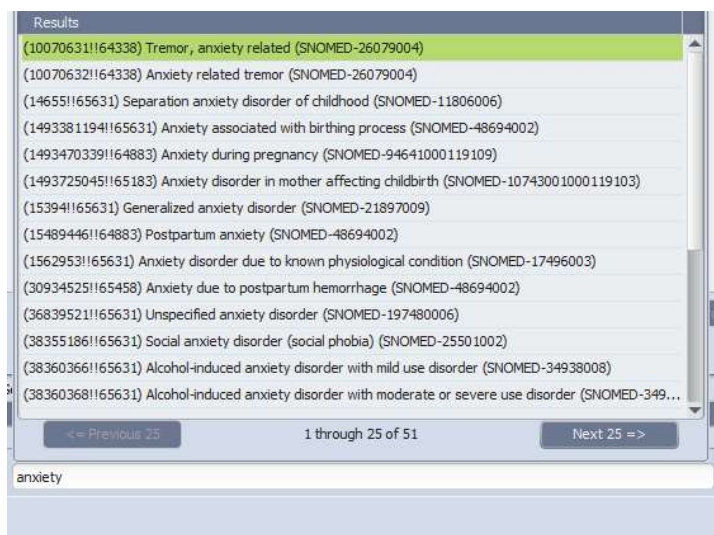 Results
(10070631!!64338) Tremor, anxiety related (SNOMED-26079004)
(10070632!!64338) Anxiety related tremor (SNOMED-26079004)
(14655!!65631) Separation anxiety disorder of childhood (SNOMED-11806006)
(1493381194!!65631) Anxiety associated with birthing process (SNOMED-48694002)
(1493470339!!64883) Anxiety during pregnancy (SNOMED-94641000119109)
(1493725045!!65183) Anxiety disorder in mother affecting childbirth (SNOMED-10743001000119103)
(15394!!65631) Generalized anxiety disorder (SNOMED-21897009)
(15489446!!64883) Postpartum anxiety (SNOMED-48694002)
(1562953!!65631) Anxiety disorder due to known physiological condition (SNOMED-17496003)
(30934525!!65458) Anxiety due to postpartum hemorrhage (SNOMED-48694002)
(36839521!!65631) Unspecified anxiety disorder (SNOMED-197480006)
(38355186!!65631) Social anxiety disorder (social phobia) (SNOMED-25501002)
(38360366!!65631) Alcohol-induced anxiety disorder with mild use disorder (SNOMED-34938008)
(38360368!!65631) Alcohol-induced anxiety disorder with moderate or severe use disorder (SNOMED-349...
<= Previous 25 1 through 25 of 51 Next 25 =>
anxiety